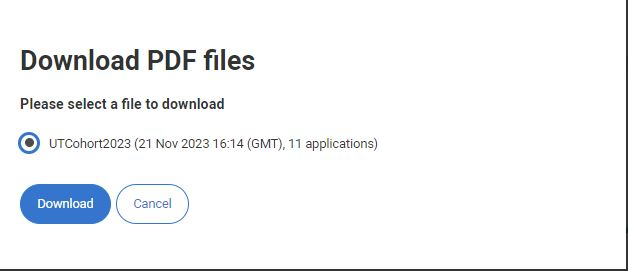 Download PDF files
Please select a file to download
UTCohort2023 (21 Nov 2023 16:14 (GMT), 11 applications)
Download Cancel